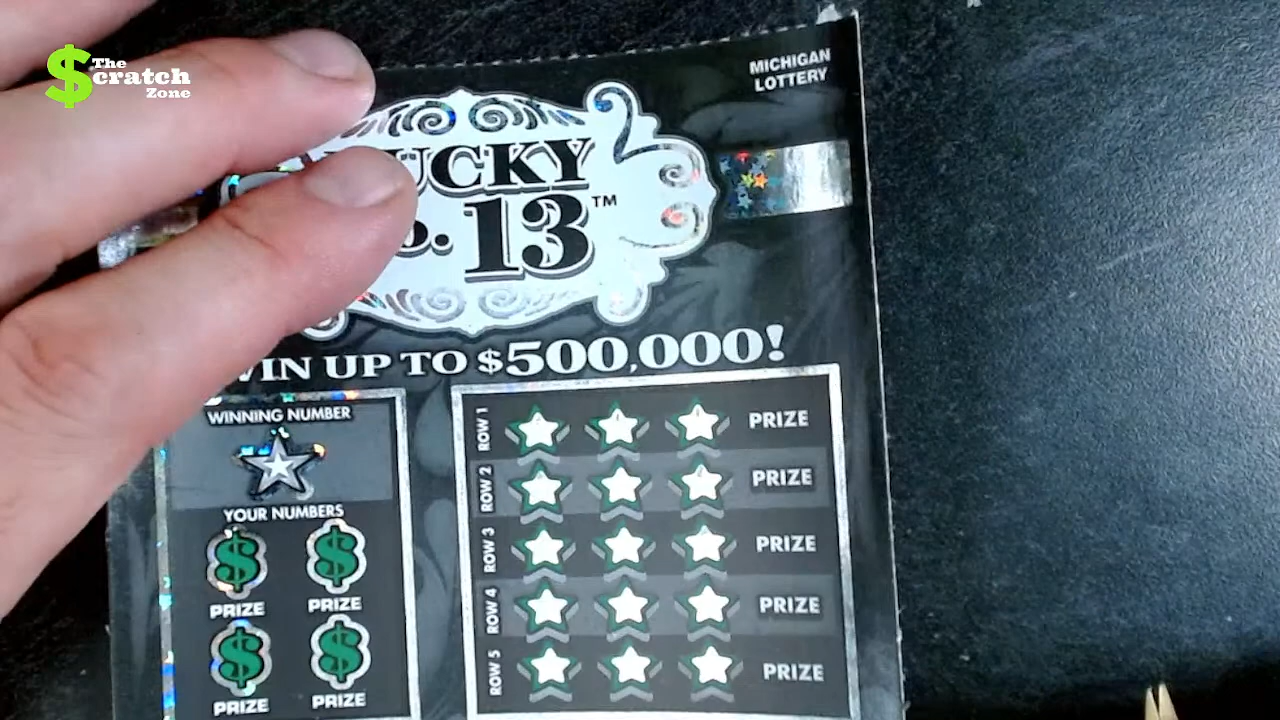 The
$cratch
Zone
MICHIGAN
LOTTERY
UCKY
. 13™
WIN UP TO $500,000!
WINNING NUMBER
YOUR NUMBERS
$ $
PRIZE PRIZE
$ $
PRIZE PRIZE
ROW 1 PRIZE
ROW 2 PRIZE
ROW 3 PRIZE
ROW 4 PRIZE
ROW 5 PRIZE